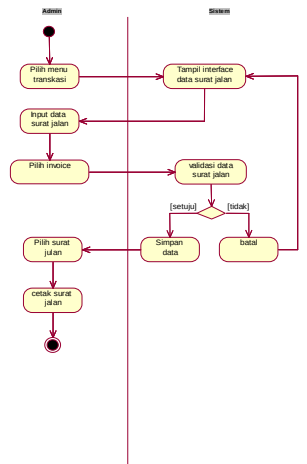 Admin
Sistem
Pilih menu
transkasi
Tampil interface
data surat jalan
Input data
surat jalan
Pilih invoice
validasi data
surat jalan
[setuju]
[tidak]
Pilih surat
julan
Simpan
data
batal
cetak surat
jalan